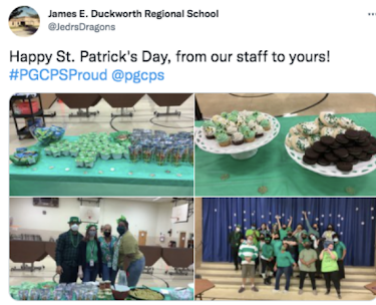 James E. Duckworth Regional School
@JedrsDragons
Happy St. Patrick's Day, from our staff to yours!
#PGCPSProud @pgcps